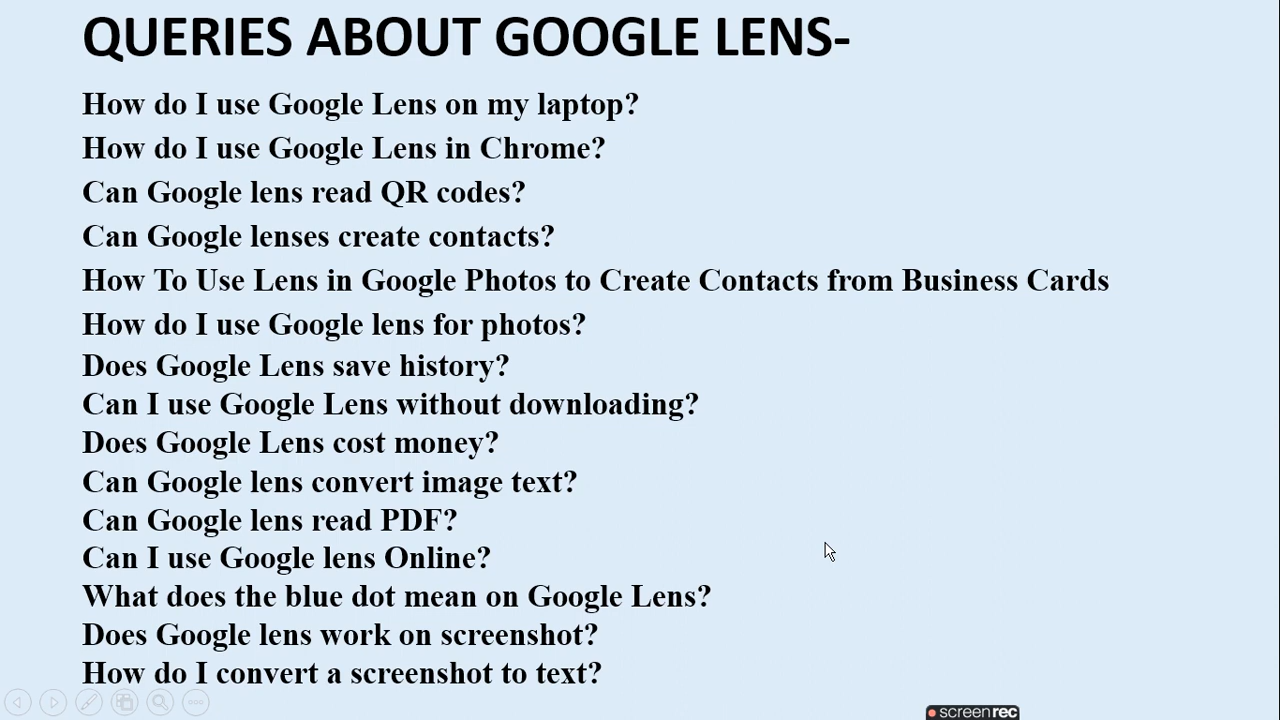 QUERIES ABOUT GOOGLE LENS-
How do I use Google Lens on my laptop?
How do I use Google Lens in Chrome?
Can Google lens read QR codes?
Can Google lenses create contacts?
How To Use Lens in Google Photos to Create Contacts from Business Cards
How do I use Google lens for photos?
Does Google Lens save history?
Can I use Google Lens without downloading?
Does Google Lens cost money?
Can Google lens convert image text?
Can Google lens read PDF?
Can I use Google lens Online?
What does the blue dot mean on Google Lens?
Does Google lens work on screenshot?
How do I convert a screenshot to text?
screenrec